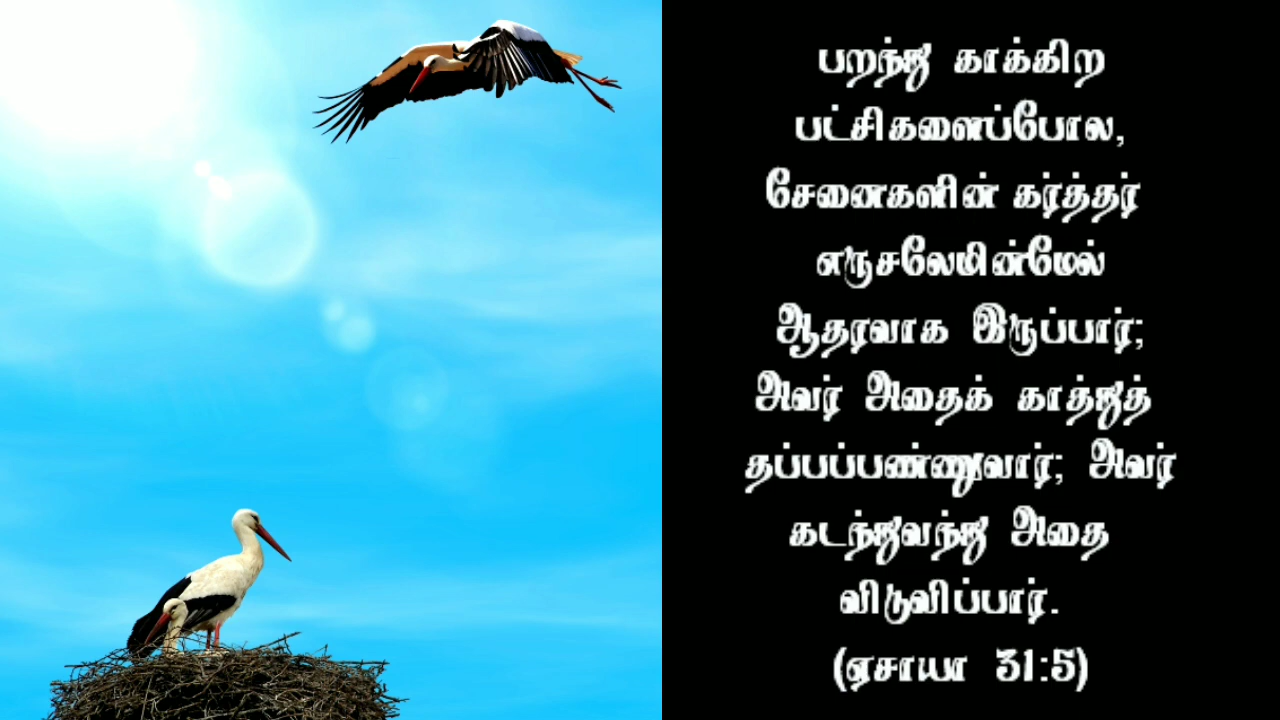 பறந்து காக்கிற
பட்சிகளைப்போல,
சேனைகளின் கர்த்தர்
எருசலேமின்மேல்
ஆதரவாக இருப்பார்;
அவர் அதைக் காத்துத்
தப்பப்பண்ணுவார்; அவர்
கடந்துவந்து அதை
விடுவிப்பார்.
(ஏசாயா 31:5)